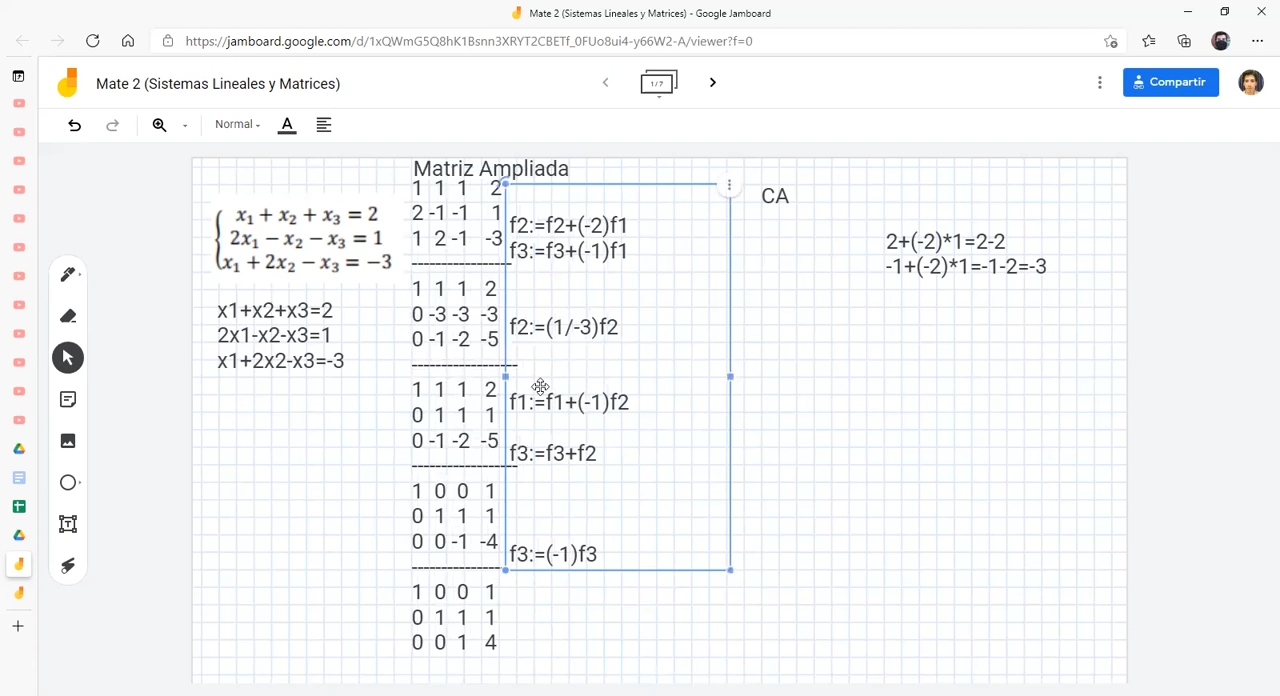 Mate 2 (Sistemas Lineales y Matrices) - Google Jamboard
https://jamboard.google.com/d/1xQWmG5Q8hK1Bsnn3XRYT2CBETf_0FUo8ui4-y66W2-A/viewer?f=0
Mate 2 (Sistemas Lineales y Matrices)
1/7
Compartir
Normal
Matriz Ampliada
x₁ + x₂ + x₃ = 2
2x₁ − x₂ − x₃ = 1
x₁ + 2x₂ − x₃ = −3
x1+x2+x3=2
2x1-x2-x3=1
x1+2x2-x3=-3
1 1 1 2
2 -1 -1 1
1 2 -1 -3
------------------
1 1 1 2
0 -3 -3 -3
0 -1 -2 -5
------------------
1 1 1 2
0 1 1 1
0 -1 -2 -5
------------------
1 0 0 1
0 1 1 1
0 0 -1 -4
------------------
1 0 0 1
0 1 1 1
0 0 1 4
f2:=f2+(-2)f1
f3:=f3+(-1)f1
f2:=(1/-3)f2
f1:=f1+(-1)f2
f3:=f3+f2
f3:=(-1)f3
CA
2+(-2)*1=2-2
-1+(-2)*1=-1-2=-3